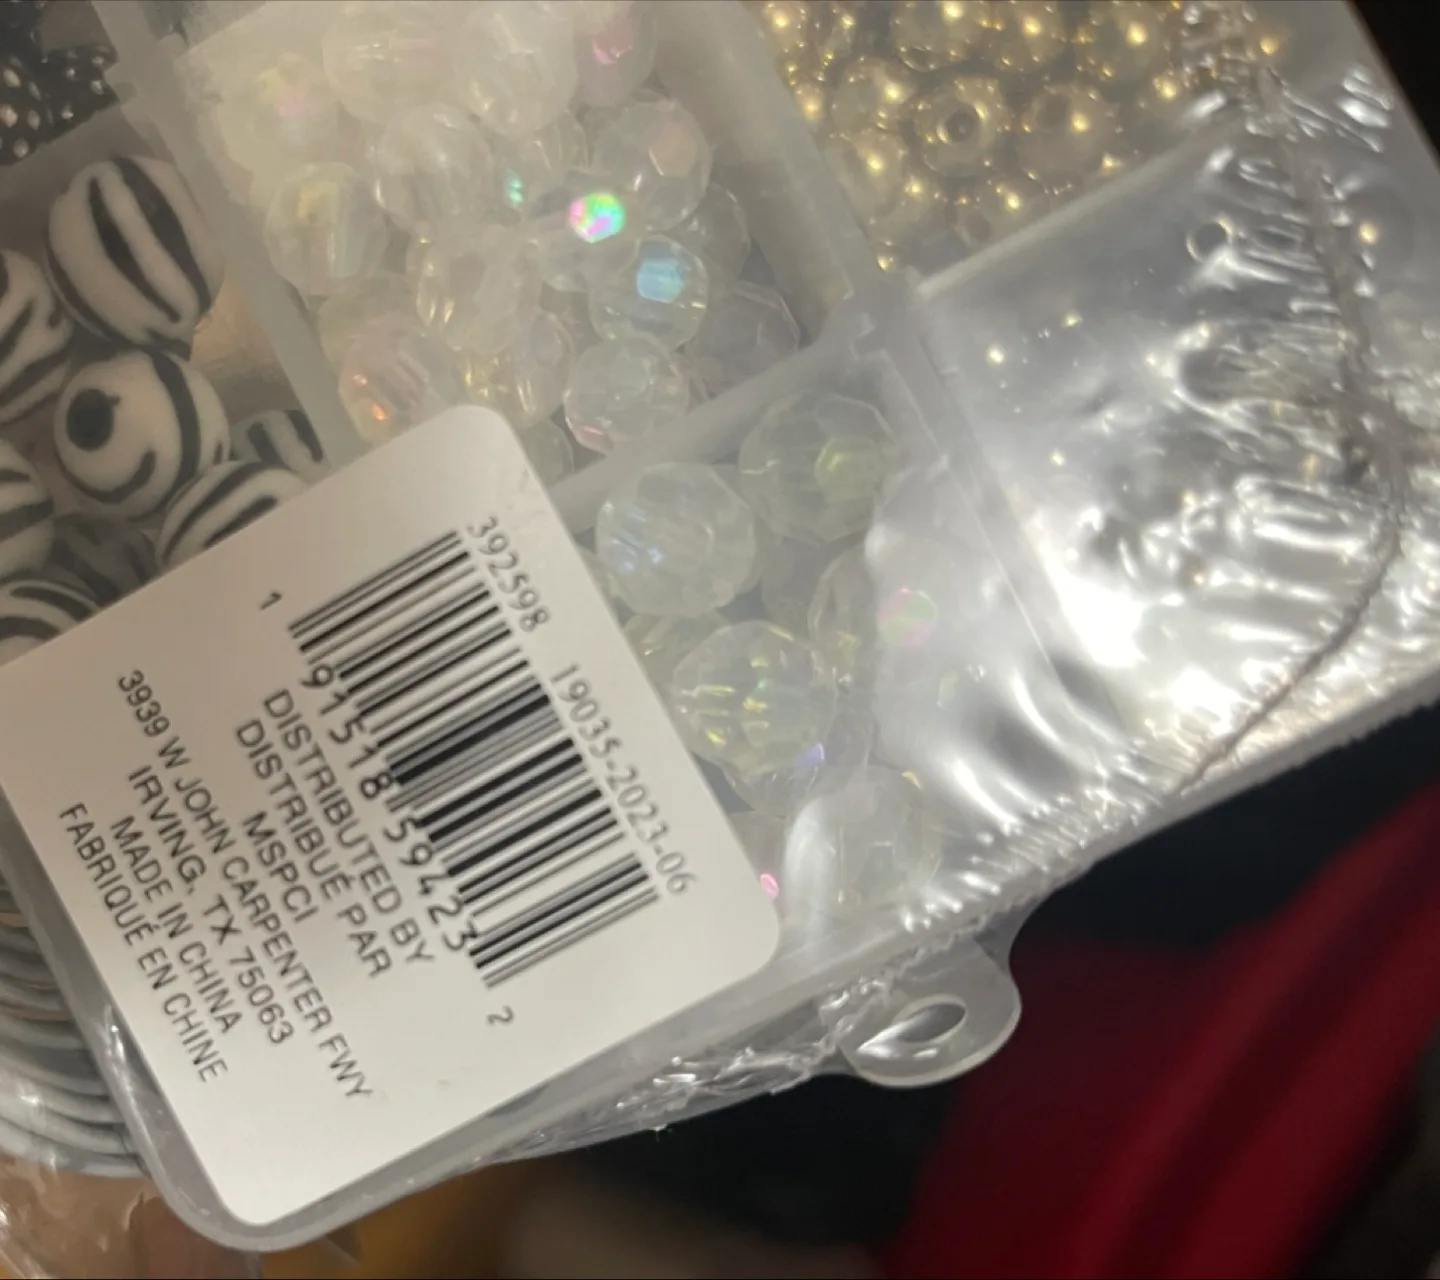 392598 19035-2023-06
1 91518 59423 2
DISTRIBUTED BY
DISTRIBUÉ PAR
MSPCI
3939 W JOHN CARPENTER FWY
IRVING, TX 75063
MADE IN CHINA
FABRIQUÉ EN CHINE